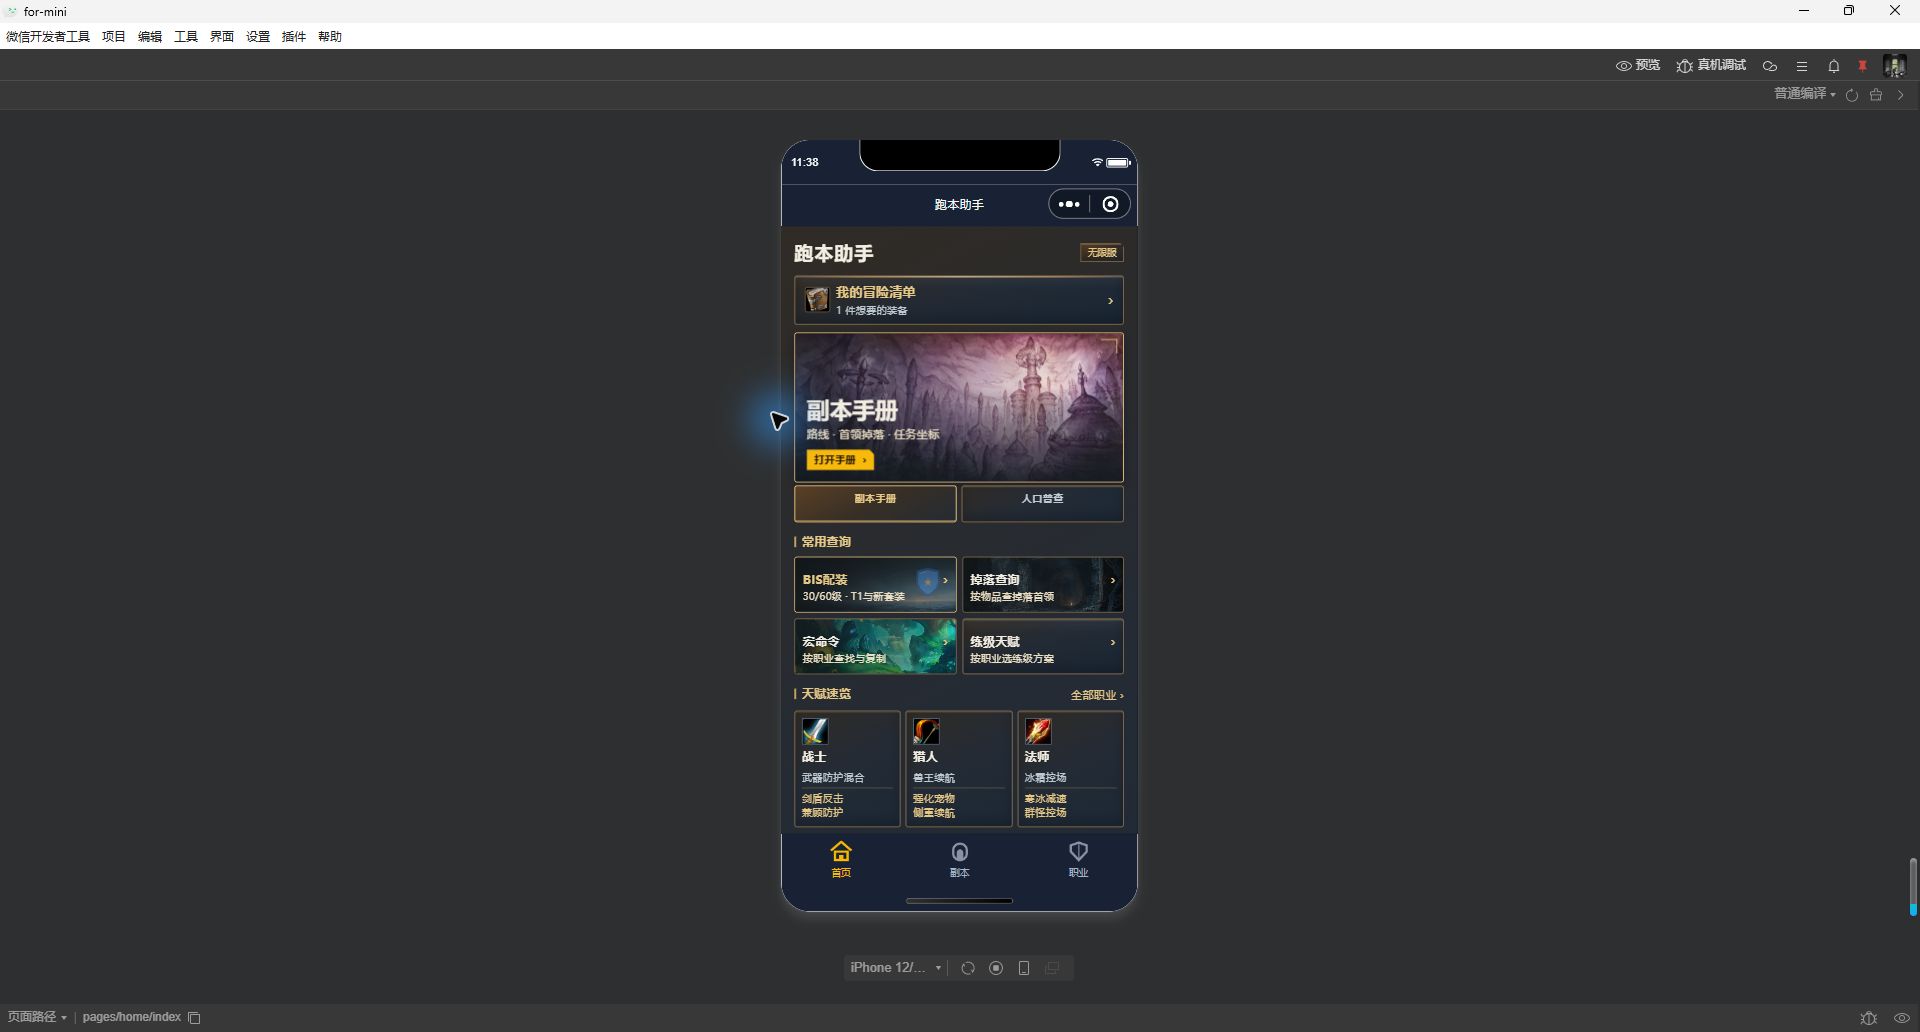 for-mini
微信开发者工具 项目 编辑 工具 界面 设置 插件 帮助
预览 真机调试
普通编译
11:38
跑本助手
跑本助手 无限服
我的冒险清单
1 件想要的装备
副本手册
路线 · 首领掉落 · 任务坐标
打开手册 ›
副本手册 人口普查
常用查询
BIS配装 ›
30/60级 · T1与新套装
掉落查询 ›
按物品查掉落首领
宏命令 ›
按职业查找与复制
练级天赋 ›
按职业选练级方案
天赋速览 全部职业 ›
战士
武器防护混合
剑盾反击
兼顾防护
猎人
兽王续航
强化宠物
侧重续航
法师
冰霜控场
寒冰减速
群怪控场
首页 副本 职业
iPhone 12/...
页面路径 pages/home/index